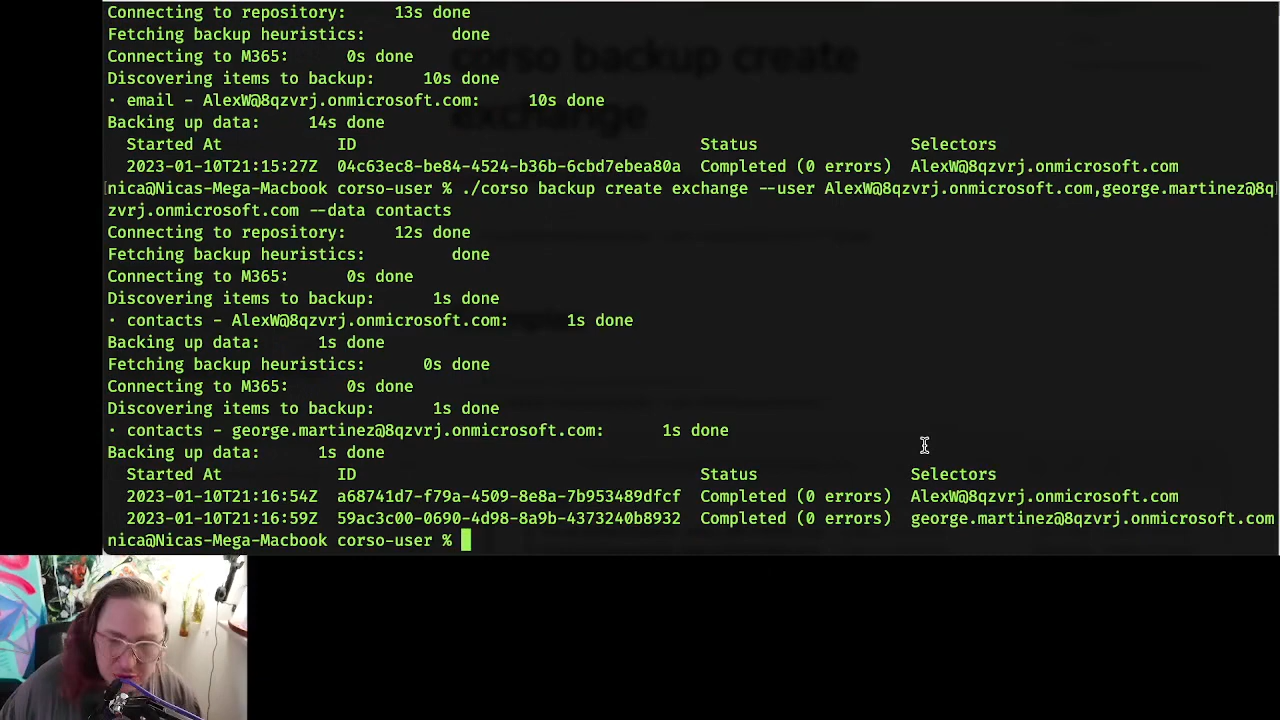 Connecting to repository:     13s done
Fetching backup heuristics:         done
Connecting to M365:      0s done
Discovering items to backup:     10s done
· email - AlexW@8qzvrj.onmicrosoft.com:     10s done
Backing up data:     14s done
  Started At            ID                                    Status                Selectors
  2023-01-10T21:15:27Z  04c63ec8-be84-4524-b36b-6cbd7ebea80a  Completed (0 errors)  AlexW@8qzvrj.onmicrosoft.com
nica@Nicas-Mega-Macbook corso-user % ./corso backup create exchange --user AlexW@8qzvrj.onmicrosoft.com,george.martinez@8q
zvrj.onmicrosoft.com --data contacts
Connecting to repository:     12s done
Fetching backup heuristics:         done
Connecting to M365:      0s done
Discovering items to backup:      1s done
· contacts - AlexW@8qzvrj.onmicrosoft.com:      1s done
Backing up data:      1s done
Fetching backup heuristics:      0s done
Connecting to M365:      0s done
Discovering items to backup:      1s done
· contacts - george.martinez@8qzvrj.onmicrosoft.com:      1s done
Backing up data:      1s done
  Started At            ID                                    Status                Selectors
  2023-01-10T21:16:54Z  a68741d7-f79a-4509-8e8a-7b953489dfcf  Completed (0 errors)  AlexW@8qzvrj.onmicrosoft.com
  2023-01-10T21:16:59Z  59ac3c00-0690-4d98-8a9b-4373240b8932  Completed (0 errors)  george.martinez@8qzvrj.onmicrosoft.com
nica@Nicas-Mega-Macbook corso-user %
corso backup create
exchange